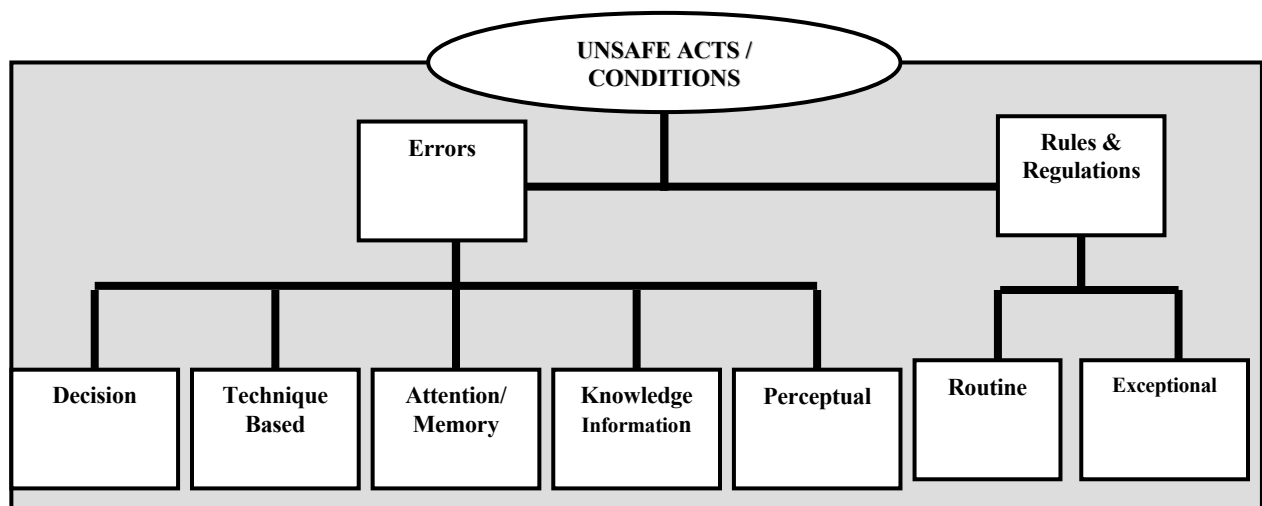 UNSAFE ACTS /
CONDITIONS
Errors
Rules &
Regulations
Decision
Technique
Based
Attention/
Memory
Knowledge
Information
Perceptual
Routine
Exceptional